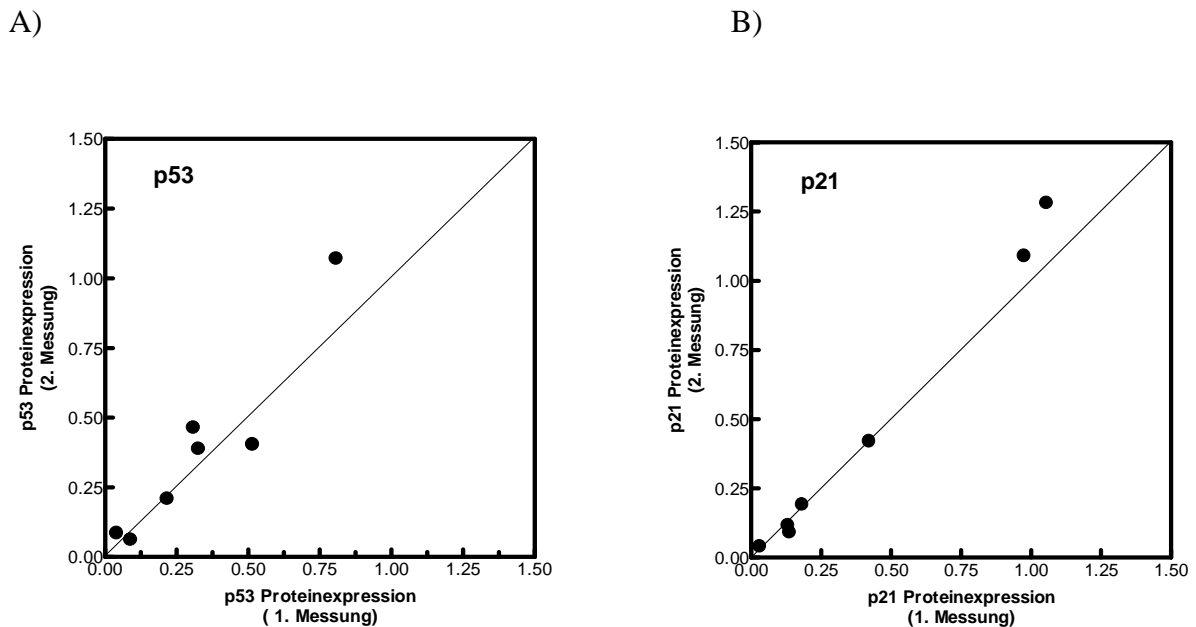 A)
B)
p53
1.50
1.25
1.00
0.75
0.50
0.25
0.00
p53 Proteinexpression
(2. Messung)
0.00 0.25 0.50 0.75 1.00 1.25 1.50
p53 Proteinexpression
( 1. Messung)
p21
1.50
1.25
1.00
0.75
0.50
0.25
0.00
p21 Proteinexpression
(2. Messung)
0.00 0.25 0.50 0.75 1.00 1.25 1.50
p21 Proteinexpression
(1. Messung)